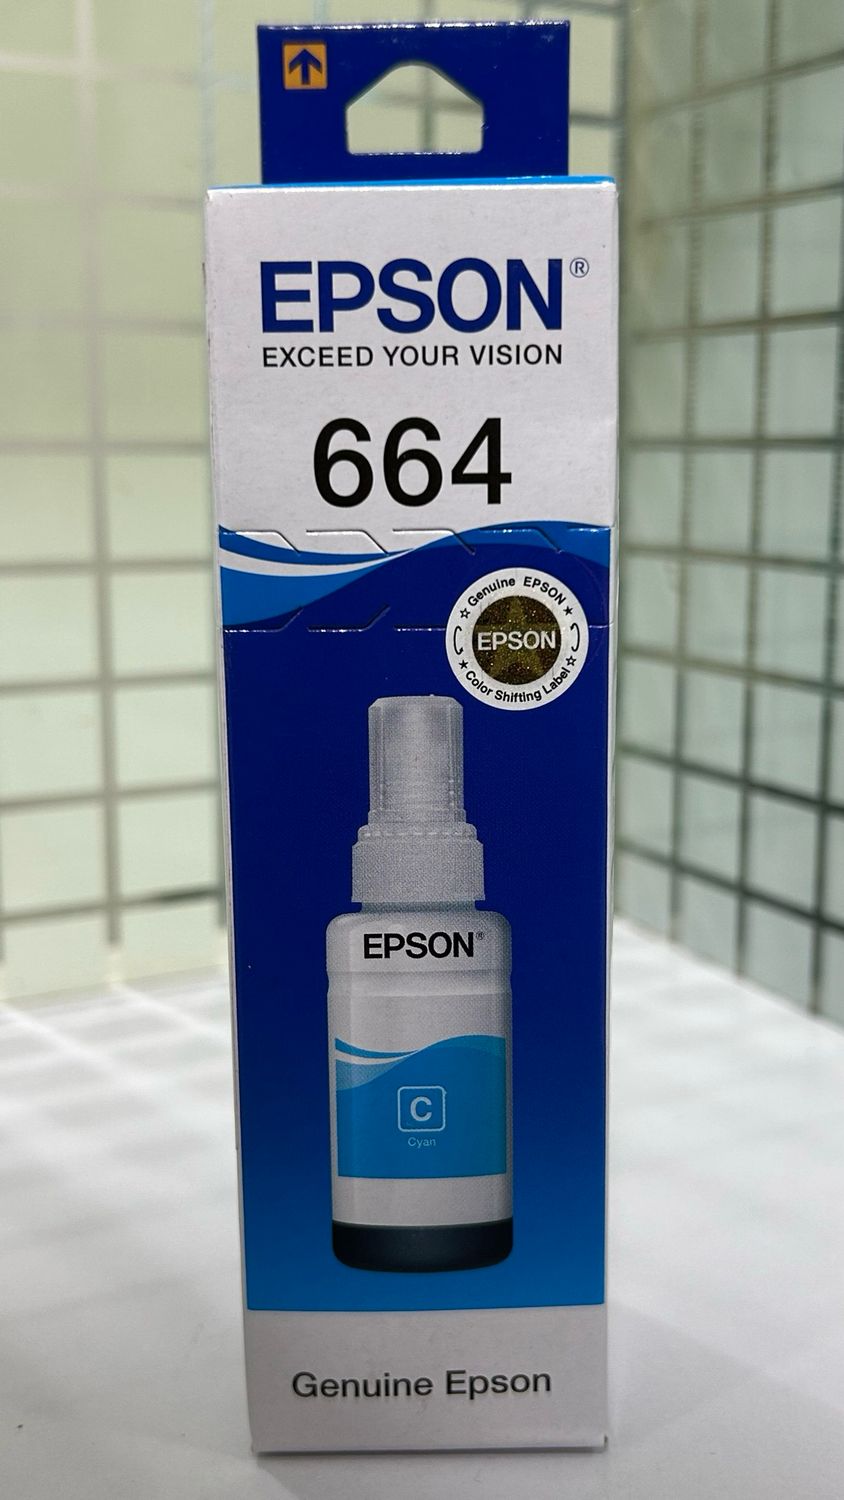 EPSON®
EXCEED YOUR VISION
664
☆ Genuine EPSON ★
EPSON
★ Color Shifting Label ☆
EPSON®
C
Cyan
Genuine Epson